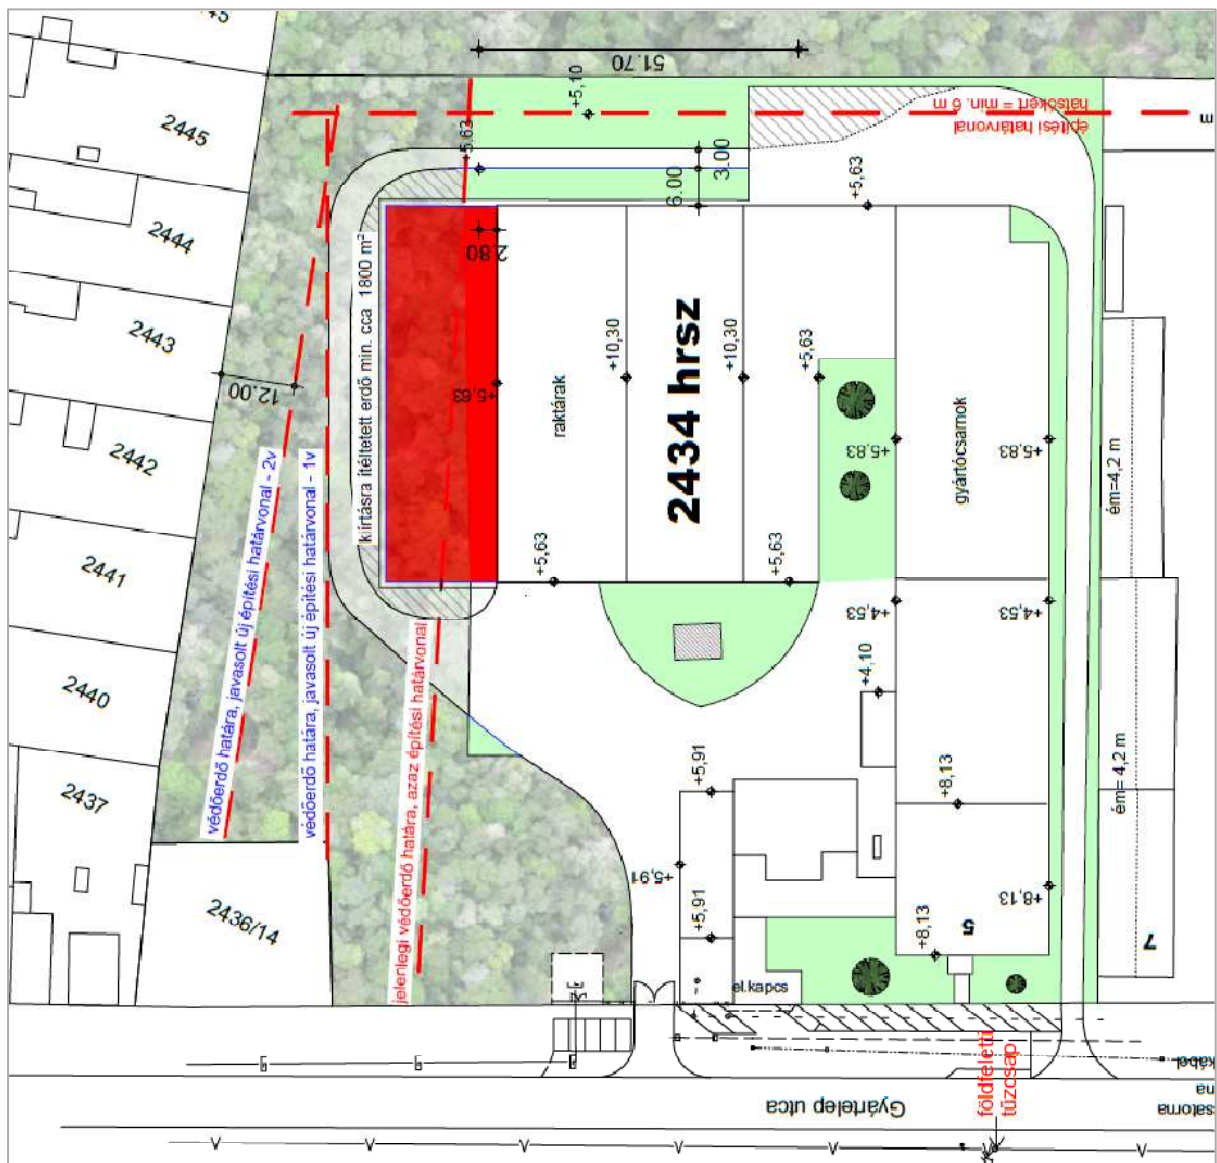 51.70
+5,10
2445
+5.63
hátsókert = min. 6 m
építési határvonal
3.00
6.00
+5,63
2444
2.80
kiírtásra ítéltetett erdő min. cca 1800 m²
2443
12.00
+10,30
+10,30
+5,63
+5,63
raktárak
2434 hrsz
gyártócsarnok
+5,83
+5,83
ém=4,2 m
2442
védőerdő határa, javasolt új építési határvonal - 2v
védőerdő határa, javasolt új építési határvonal - 1v
2441
+5,63
+5,63
+4,53
+4,53
2440
jelenlegi védőerdő határa, azaz építési határvonal
+4,10
2437
+5,91
+8,13
ém=4,2 m
+5,91
+5,91
+8,13
+8,13
5
7
2436/14
el.kapcs
földfeletti
tűzcsap
kábel
na
satorna
Gyártelep utca